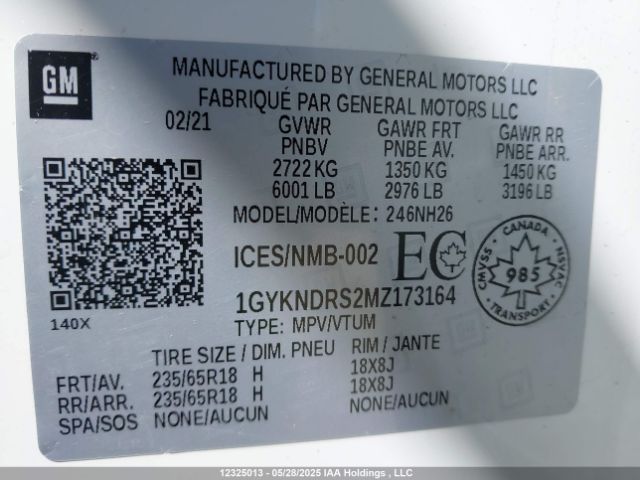 GM
MANUFACTURED BY GENERAL MOTORS LLC
FABRIQUÉ PAR GENERAL MOTORS LLC
02/21 GVWR GAWR FRT GAWR RR
PNBV PNBE AV. PNBE ARR.
2722 KG 1350 KG 1450 KG
6001 LB 2976 LB 3196 LB
MODEL/MODÈLE: 246NH26
ICES/NMB-002 EC
CANADA
CMVSS 985 NSVAC
1GYKNDRS2MZ173164
140X
TYPE: MPV/VTUM
TIRE SIZE / DIM. PNEU RIM / JANTE
FRT/AV. 235/65R18 H 18X8J
RR/ARR. 235/65R18 H 18X8J
SPA/SOS NONE/AUCUN NONE/AUCUN
12325013 - 05/28/2025 IAA Holdings , LLC